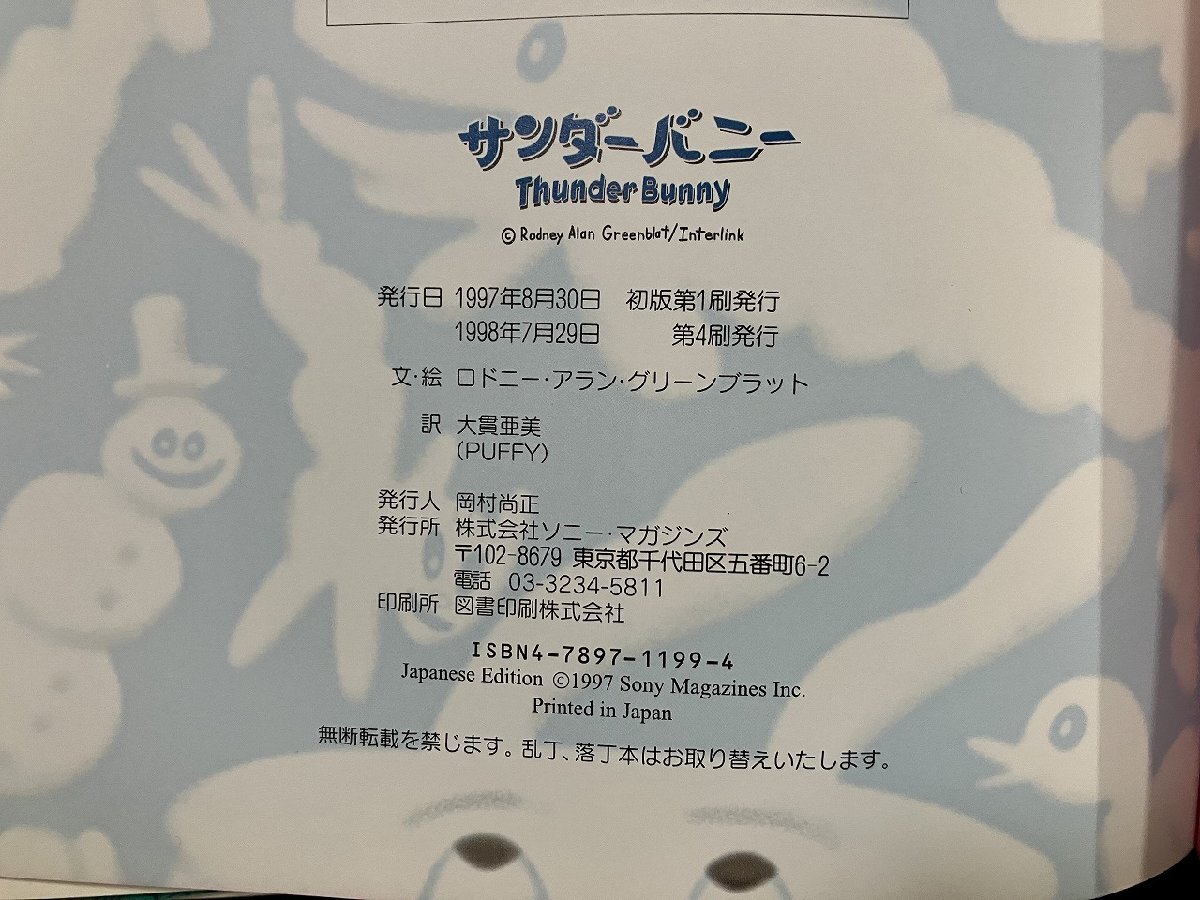 サンダーバニー
ThunderBunny
© Rodney Alan Greenblat/Interlink
発行日 1997年8月30日 初版第1刷発行
1998年7月29日 第4刷発行
文・絵 ロドニー・アラン・グリーンブラット
訳 大貫亜美
(PUFFY)
発行人 岡村尚正
発行所 株式会社ソニー・マガジンズ
〒102-8679 東京都千代田区五番町6-2
電話 03-3234-5811
印刷所 図書印刷株式会社
ISBN4-7897-1199-4
Japanese Edition ©1997 Sony Magazines Inc.
Printed in Japan
無断転載を禁じます。乱丁、落丁本はお取り替えいたします。